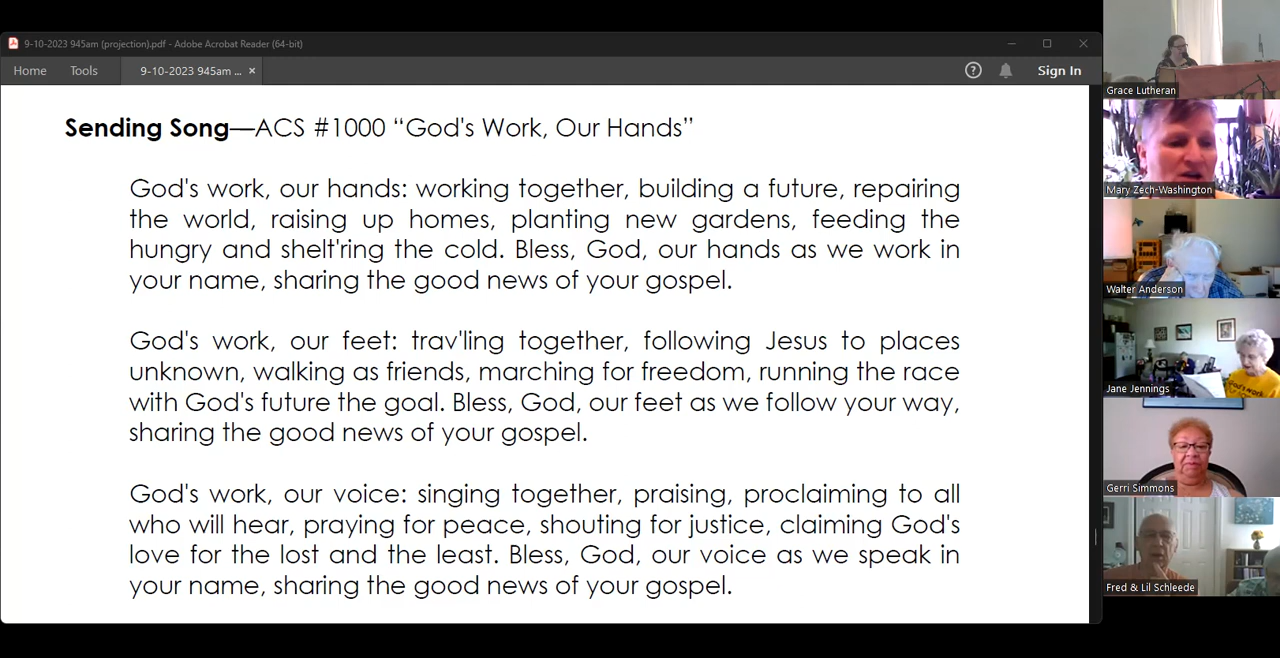 9-10-2023 945am (projection).pdf - Adobe Acrobat Reader (64-bit)
Home Tools 9-10-2023 945am ... × Sign In
Sending Song—ACS #1000 “God's Work, Our Hands”
God's work, our hands: working together, building a future, repairing
the world, raising up homes, planting new gardens, feeding the
hungry and shelt'ring the cold. Bless, God, our hands as we work in
your name, sharing the good news of your gospel.
God's work, our feet: trav'ling together, following Jesus to places
unknown, walking as friends, marching for freedom, running the race
with God's future the goal. Bless, God, our feet as we follow your way,
sharing the good news of your gospel.
God's work, our voice: singing together, praising, proclaiming to all
who will hear, praying for peace, shouting for justice, claiming God's
love for the lost and the least. Bless, God, our voice as we speak in
your name, sharing the good news of your gospel.
Grace Lutheran
Mary Zech-Washington
Walter Anderson
Jane Jennings
Gerri Simmons
Fred & Lil Schleede